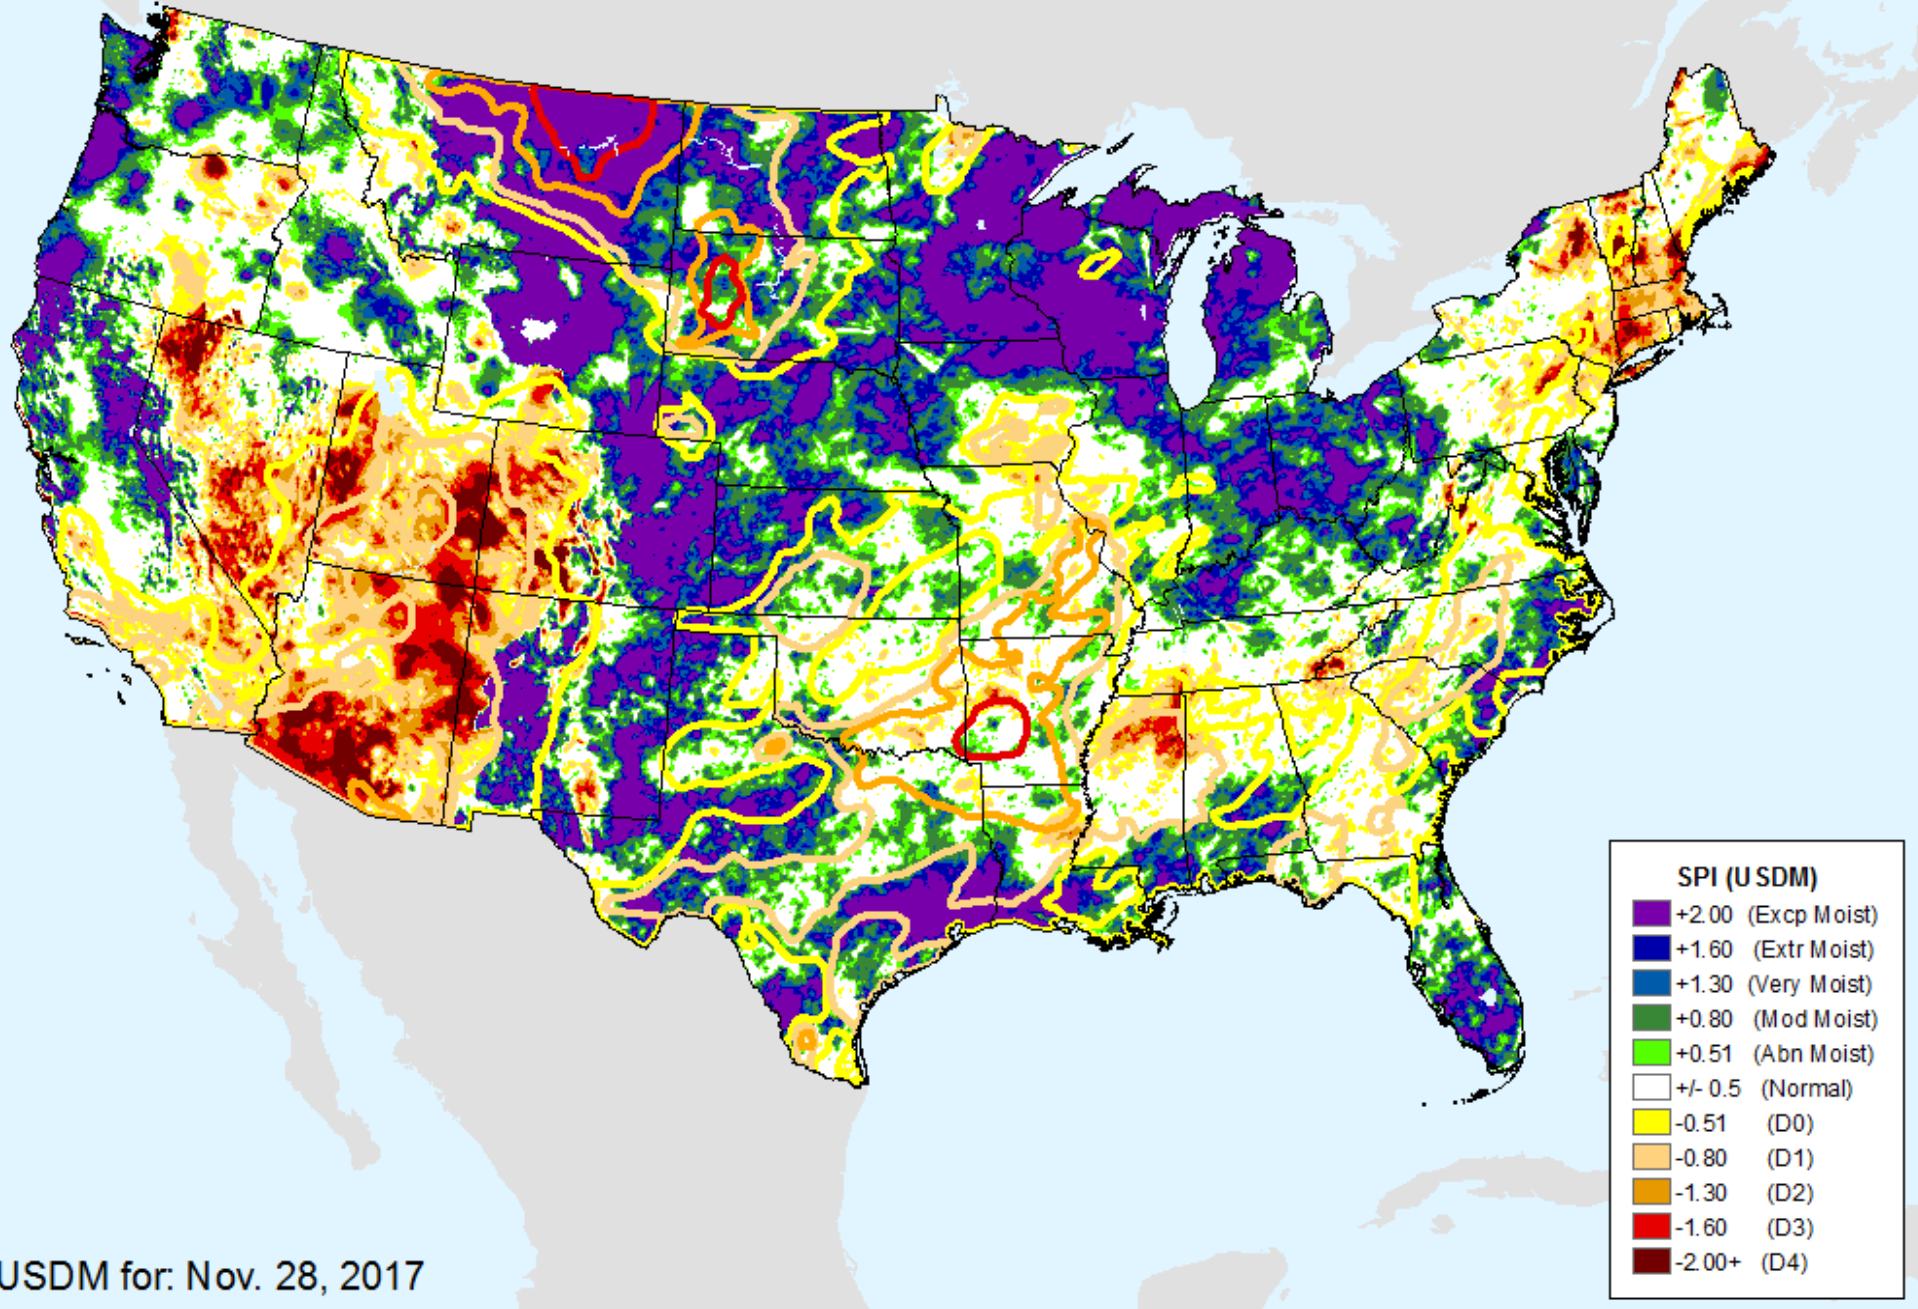 SPI (USDM)
+2.00 (Excp Moist)
+1.60 (Extr Moist)
+1.30 (Very Moist)
+0.80 (Mod Moist)
+0.51 (Abn Moist)
+/- 0.5 (Normal)
-0.51 (D0)
-0.80 (D1)
-1.30 (D2)
-1.60 (D3)
-2.00+ (D4)
USDM for: Nov. 28, 2017